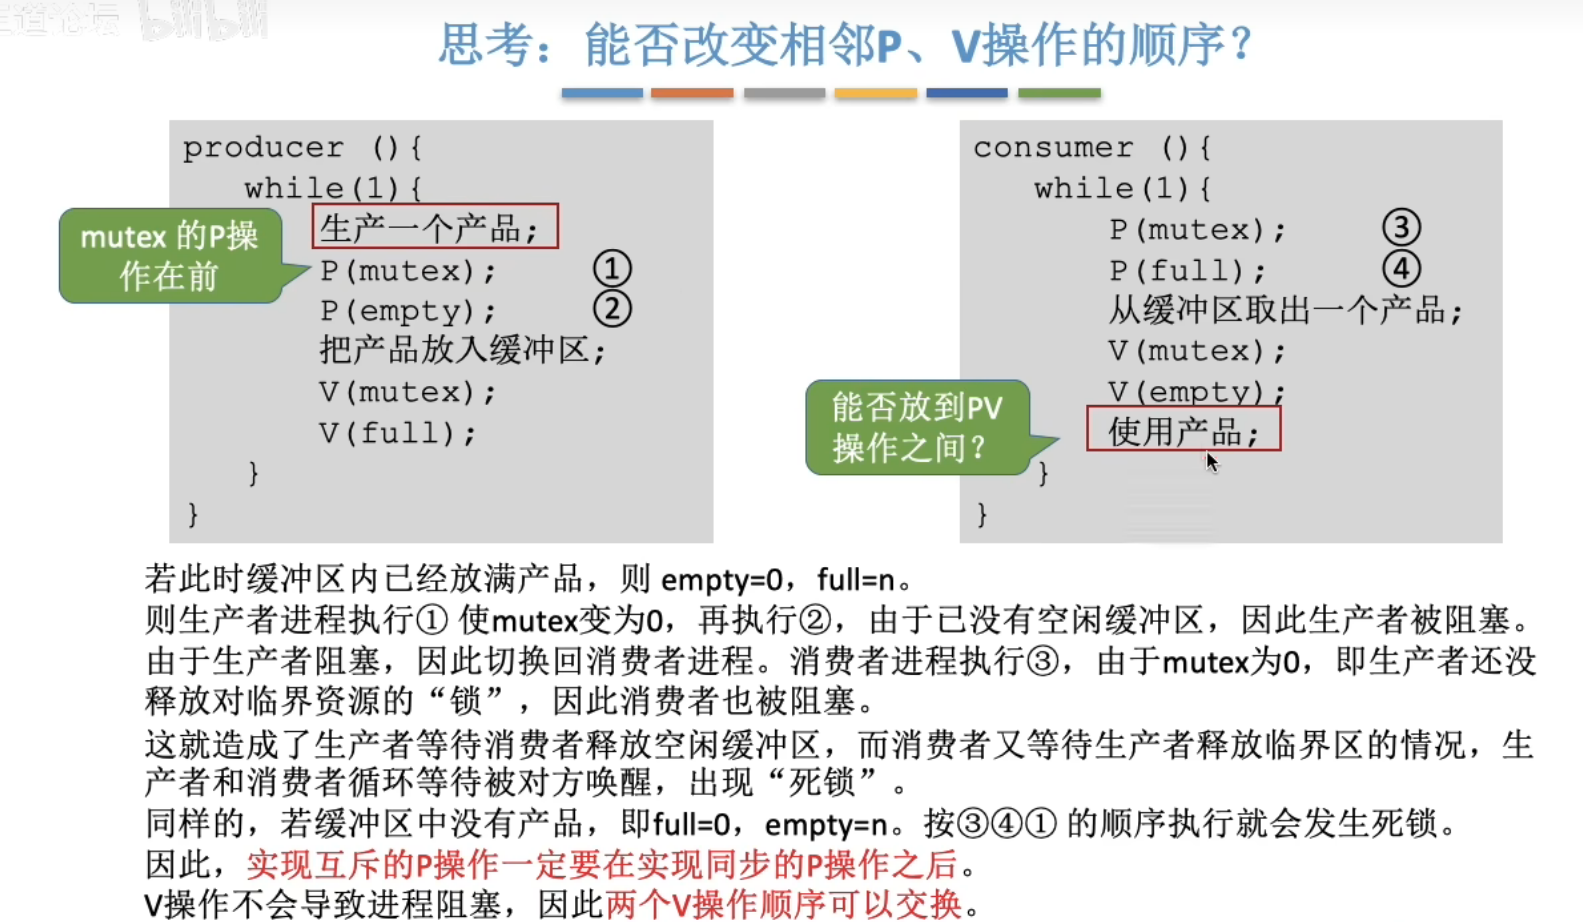 思考：能否改变相邻P、V操作的顺序？
producer (){
while(1){
生产一个产品;
P(mutex); ①
P(empty); ②
把产品放入缓冲区;
V(mutex);
V(full);
}
}
mutex 的P操
作在前
consumer (){
while(1){
P(mutex); ③
P(full); ④
从缓冲区取出一个产品;
V(mutex);
V(empty);
使用产品;
}
}
能否放到PV
操作之间？
若此时缓冲区内已经放满产品，则 empty=0，full=n。
则生产者进程执行① 使mutex变为0，再执行②，由于已没有空闲缓冲区，因此生产者被阻塞。
由于生产者阻塞，因此切换回消费者进程。消费者进程执行③，由于mutex为0，即生产者还没
释放对临界资源的“锁”，因此消费者也被阻塞。
这就造成了生产者等待消费者释放空闲缓冲区，而消费者又等待生产者释放临界区的情况，生
产者和消费者循环等待被对方唤醒，出现“死锁”。
同样的，若缓冲区中没有产品，即full=0，empty=n。按③④① 的顺序执行就会发生死锁。
因此，实现互斥的P操作一定要在实现同步的P操作之后。
V操作不会导致进程阻塞，因此两个V操作顺序可以交换。